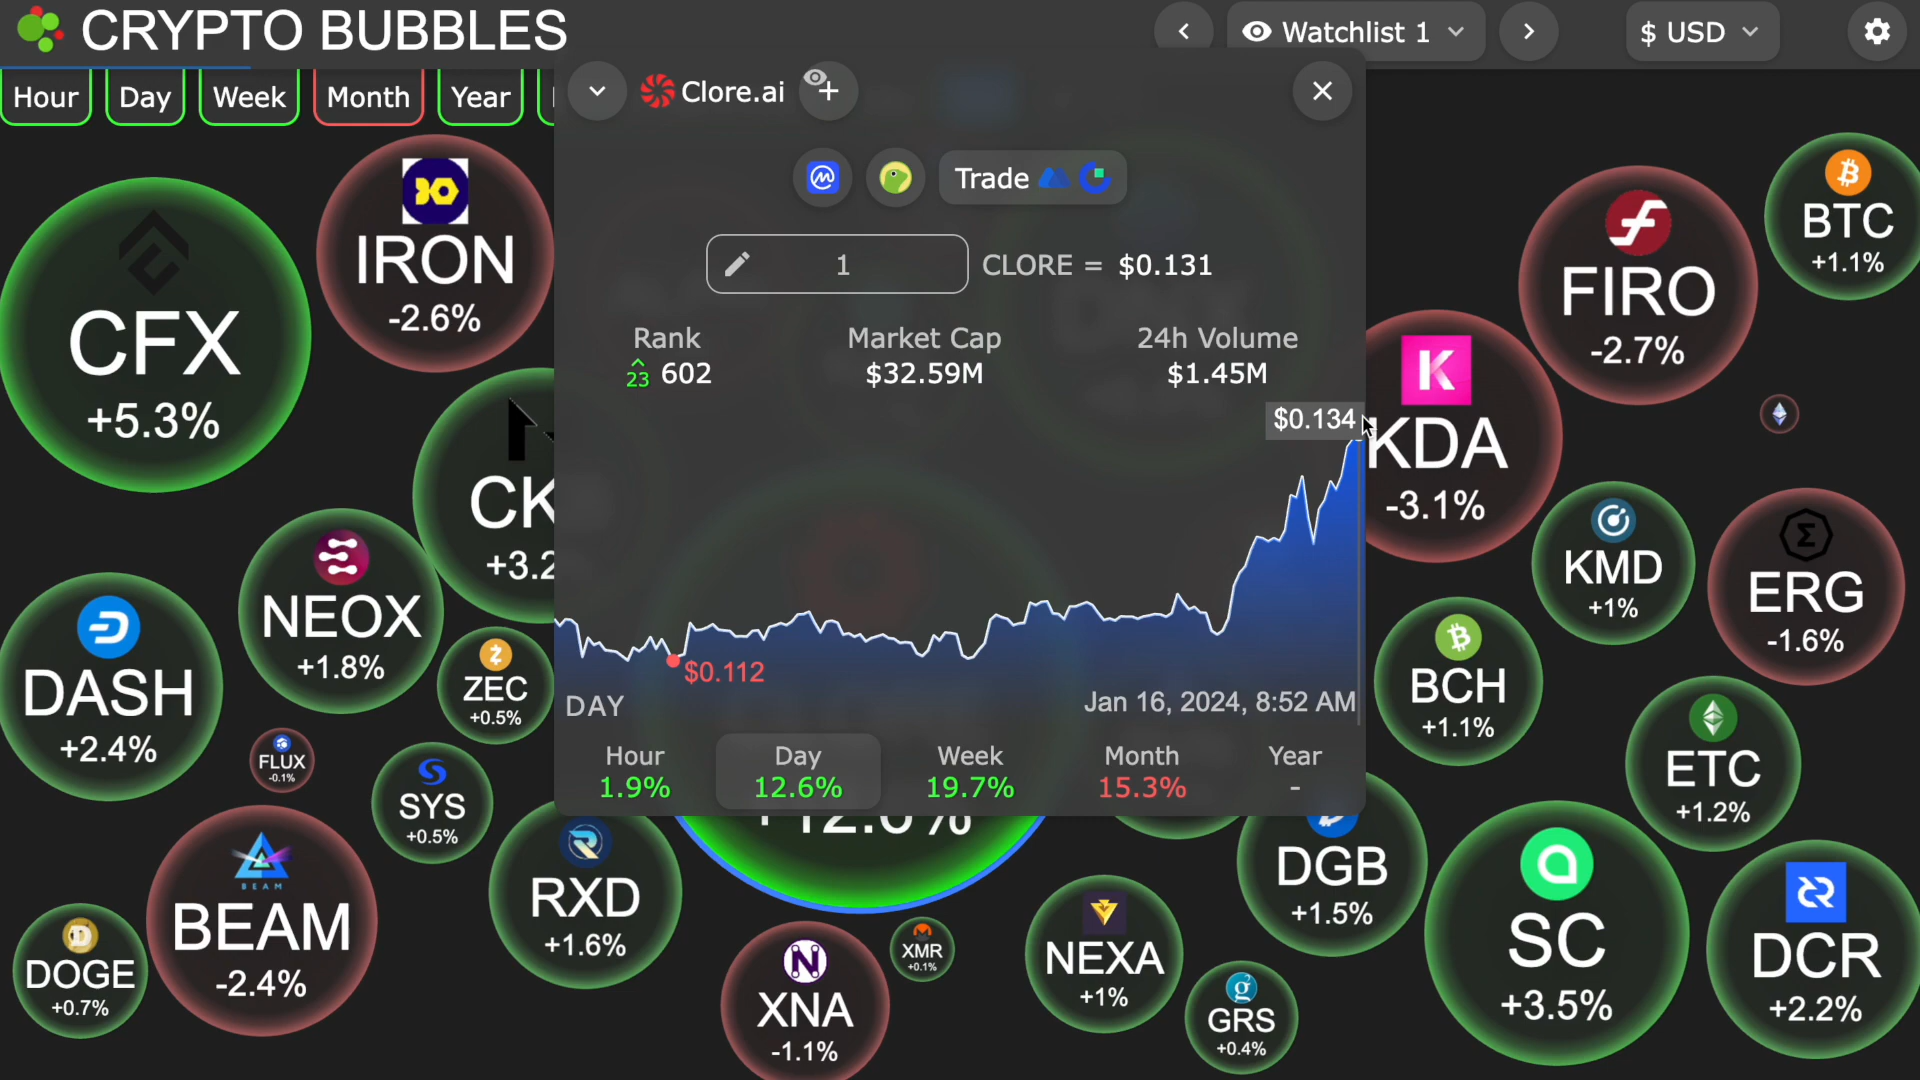 CRYPTO BUBBLES
Watchlist 1
$ USD
Hour
Day
Week
Month
Year
Clore.ai
Trade
1
CLORE = $0.131
Rank
Market Cap
24h Volume
23 602
$32.59M
$1.45M
$0.134
$0.112
DAY
Jan 16, 2024, 8:52 AM
Hour
Day
Week
Month
Year
1.9%
12.6%
19.7%
15.3%
-
CFX
+5.3%
IRON
-2.6%
FIRO
-2.7%
BTC
+1.1%
KDA
-3.1%
CK
+3.2
NEOX
+1.8%
ZEC
+0.5%
DASH
+2.4%
FLUX
-0.1%
SYS
+0.5%
KMD
+1%
ERG
-1.6%
BCH
+1.1%
ETC
+1.2%
BEAM
BEAM
-2.4%
DOGE
+0.7%
RXD
+1.6%
XNA
-1.1%
XMR
+0.1%
NEXA
+1%
GRS
+0.4%
DGB
+1.5%
SC
+3.5%
DCR
+2.2%